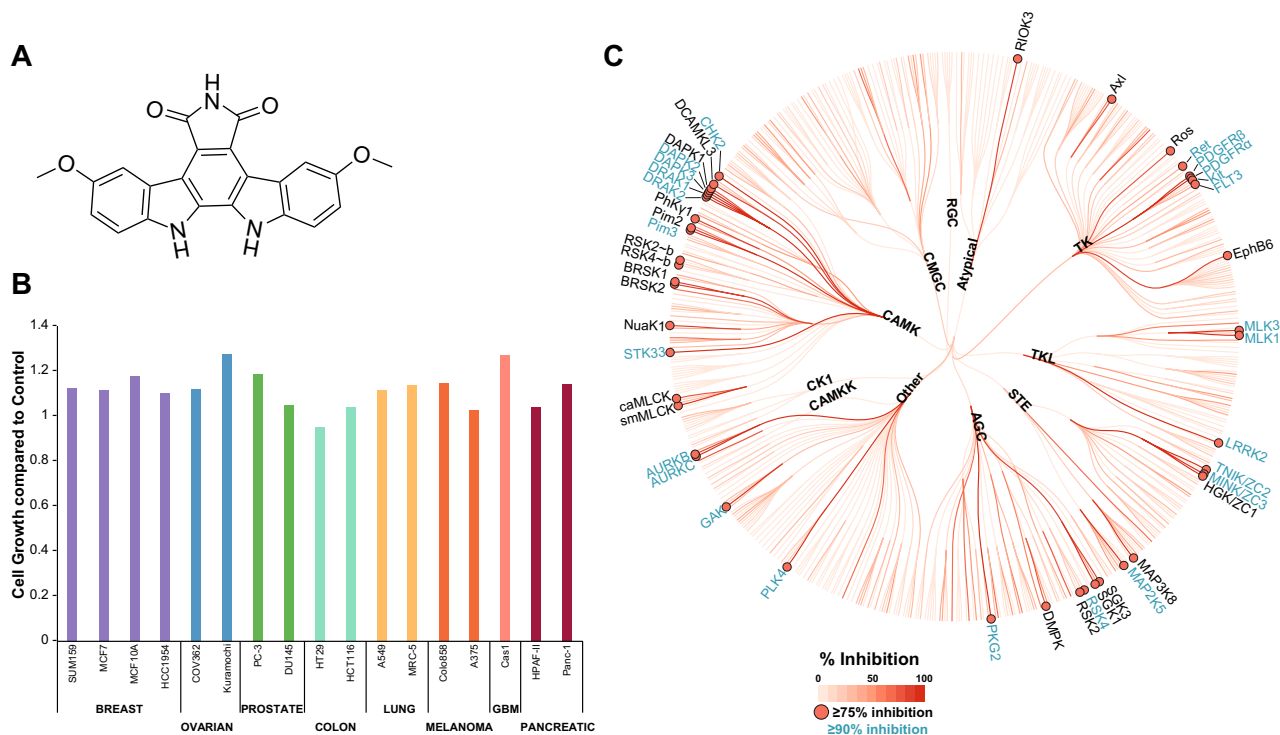 A
H
N
O
O
O
O
N
H
N
H
B
Cell Growth compared to Control
1.4
1.2
1
0.8
0.6
0.4
0.2
0
SUM159
MCF7
MCF10A
HCC1954
COV362
Kuramochi
PC-3
DU145
HT29
HCT116
A549
MRC-5
Colo858
A375
Cas1
HPAF-II
Panc-1
BREAST
OVARIAN
PROSTATE
COLON
LUNG
MELANOMA
GBM
PANCREATIC
C
RIOK3
Axl
Ros
Ret
PDGFRβ
PDGFRα
Kit
FLT3
EphB6
MLK3
MLK1
LRRK2
TNIK/ZC2
MINK/ZC3
HGK/ZC1
MAP3K8
MAP2K5
SGK3
SGK1
RSK4
RSK2
DMPK
PKG2
PLK4
GAK
AURKC
AURKB
smMLCK
caMLCK
STK33
NuaK1
BRSK2
BRSK1
RSK4~b
RSK2~b
Pim3
Pim2
PhKγ1
DRAK2
DRAK1
DAPK3
DAPK2
DAPK1
DCAMKL3
CHK2
RGC
Atypical
CMGC
TK
CAMK
TKL
CK1
CAMKK
Other
AGC
STE
% Inhibition
0 50 100
≥75% inhibition
≥90% inhibition